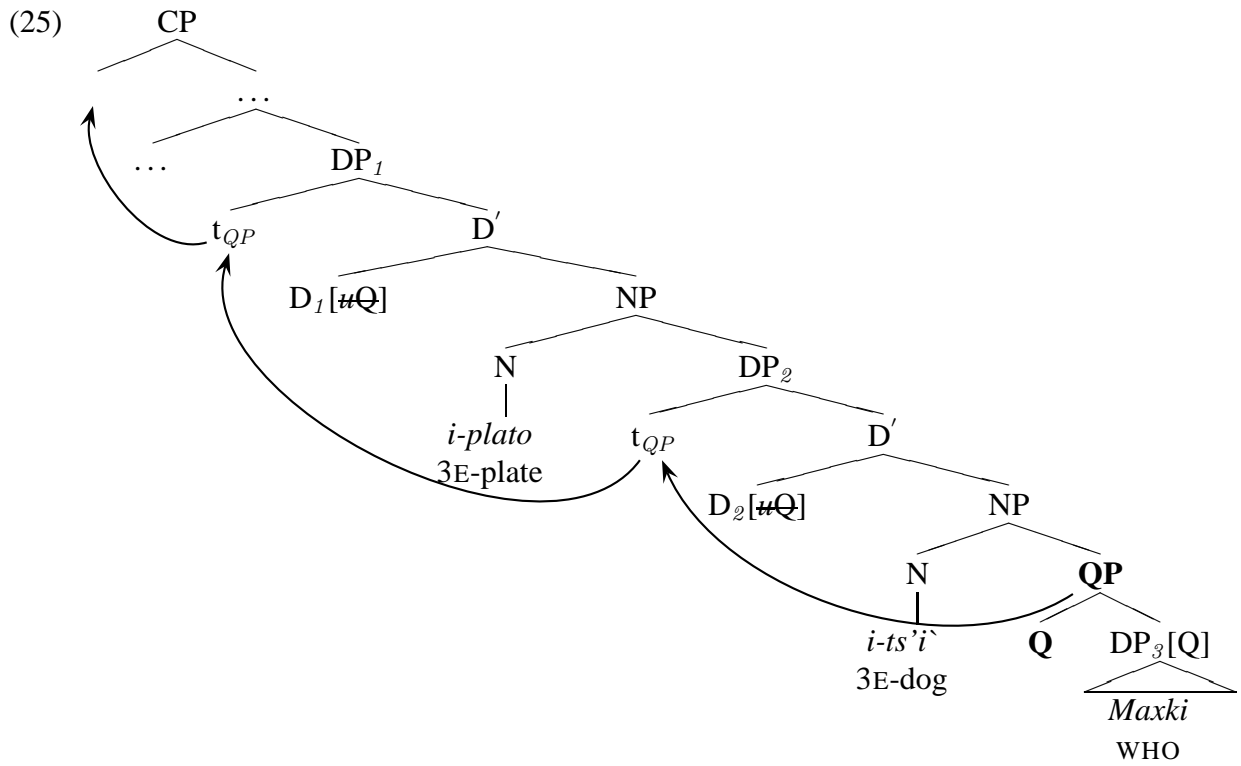 (25) CP
. . .
. . . DP1
tQP D′
D1[uQ] NP
N DP2
i-plato tQP D′
3E-plate
D2[uQ] NP
N QP
i-ts'i` Q DP3[Q]
3E-dog
Maxki
WHO